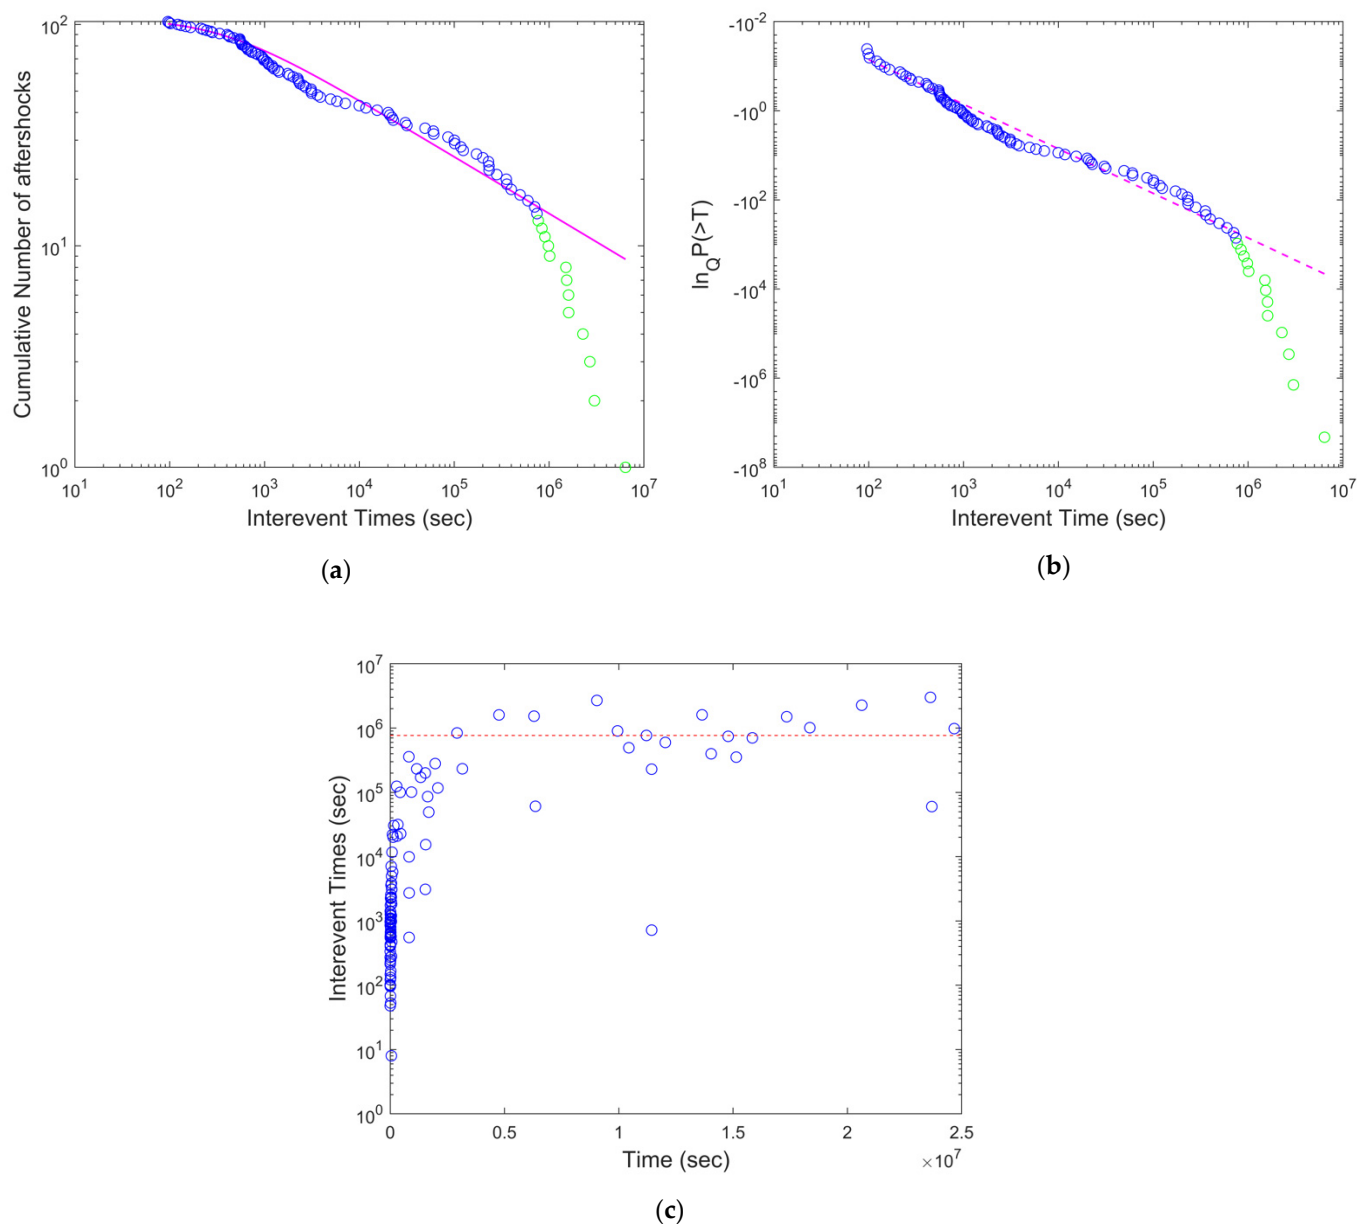 10^2
10^1
10^0
Cumulative Number of aftershocks
10^1 10^2 10^3 10^4 10^5 10^6 10^7
Interevent Times (sec)
(a)
-10^-2
-10^0
-10^2
-10^4
-10^6
-10^8
ln_Q P(>T)
10^1 10^2 10^3 10^4 10^5 10^6 10^7
Interevent Time (sec)
(b)
10^7
10^6
10^5
10^4
10^3
10^2
10^1
10^0
Interevent Times (sec)
0 0.5 1 1.5 2 2.5
Time (sec)
×10^7
(c)